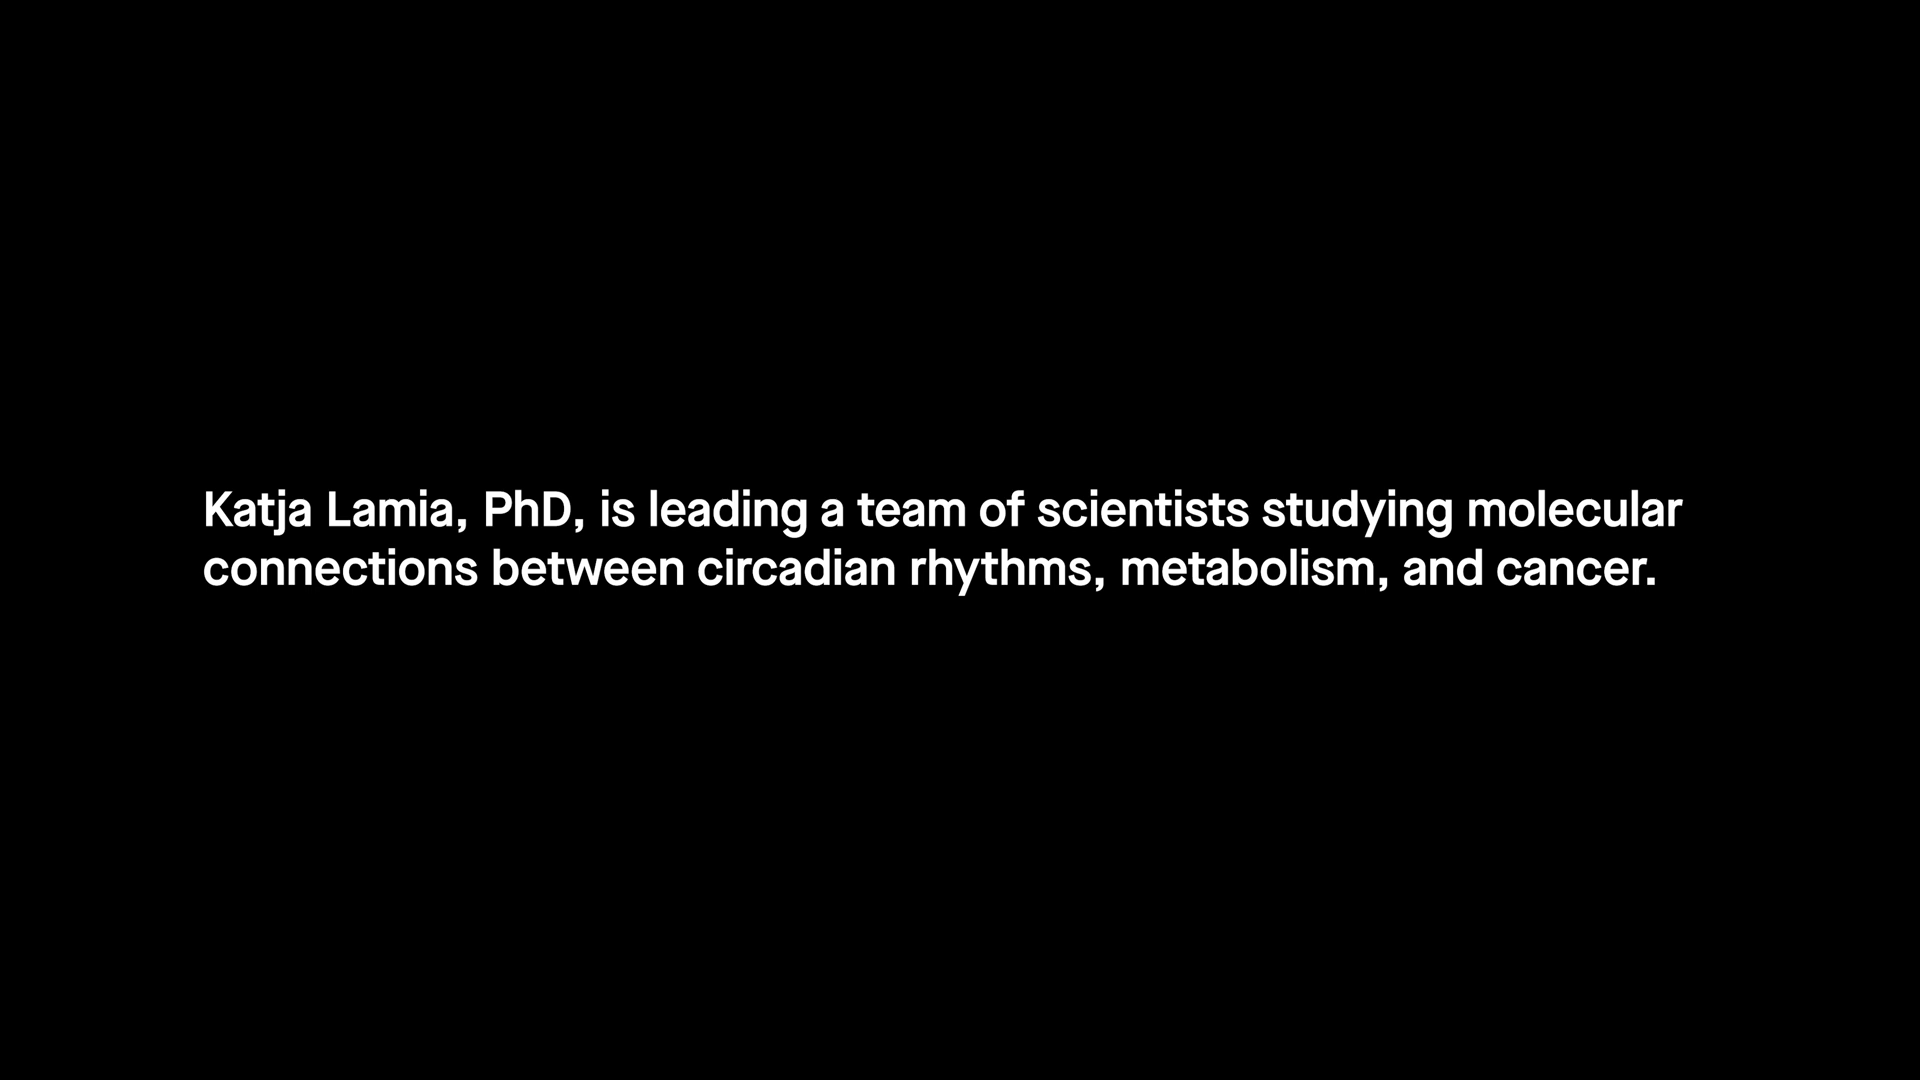 Katja Lamia, PhD, is leading a team of scientists studying molecular
connections between circadian rhythms, metabolism, and cancer.